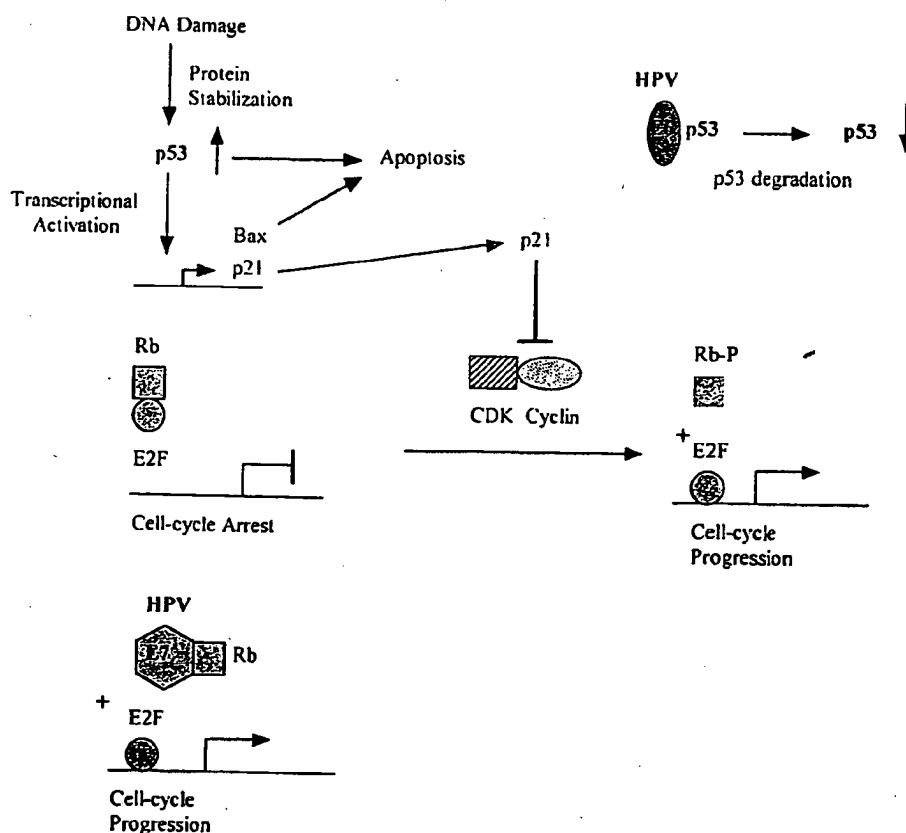 DNA Damage
Protein
Stabilization
p53
Apoptosis
Transcriptional
Activation
Bax
p21
p21
HPV
p53
p53
p53 degradation
Rb
E2F
Cell-cycle Arrest
CDK Cyclin
Rb-P
+
E2F
Cell-cycle
Progression
HPV
E7
Rb
+
E2F
Cell-cycle
Progression